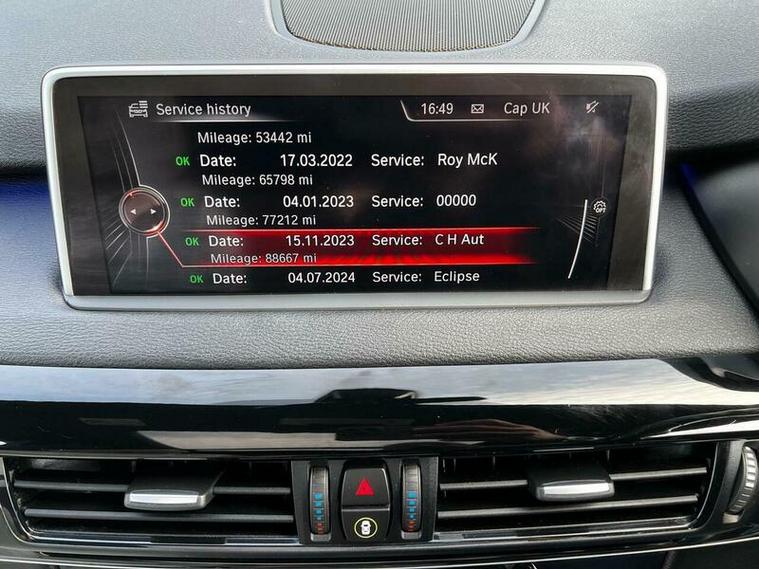 Service history 16:49 Cap UK
Mileage: 53442 mi
OK Date: 17.03.2022 Service: Roy McK
Mileage: 65798 mi
OK Date: 04.01.2023 Service: 00000
Mileage: 77212 mi
OK Date: 15.11.2023 Service: C H Aut
Mileage: 88667 mi
OK Date: 04.07.2024 Service: Eclipse
OPT